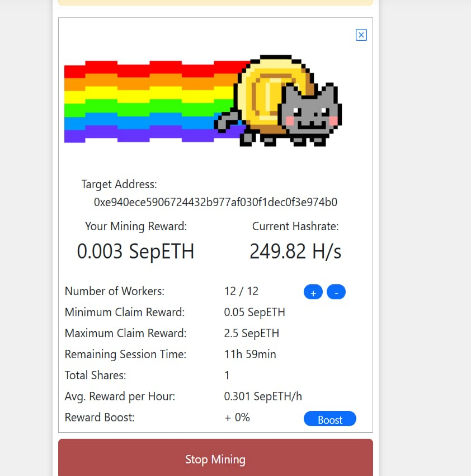 Target Address:
0xe940ece5906724432b977af030f1dec0f3e974b0
Your Mining Reward: Current Hashrate:
0.003 SepETH 249.82 H/s
Number of Workers: 12 / 12 + -
Minimum Claim Reward: 0.05 SepETH
Maximum Claim Reward: 2.5 SepETH
Remaining Session Time: 11h 59min
Total Shares: 1
Avg. Reward per Hour: 0.301 SepETH/h
Reward Boost: + 0% Boost
Stop Mining